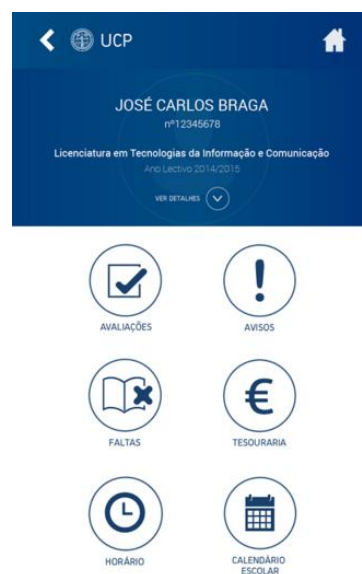 UCP
JOSÉ CARLOS BRAGA
nº12345678
Licenciatura em Tecnologias da Informação e Comunicação
Ano Lectivo 2014/2015
VER DETALHES
AVALIAÇÕES
AVISOS
FALTAS
TESOURARIA
HORÁRIO
CALENDÁRIO
ESCOLAR